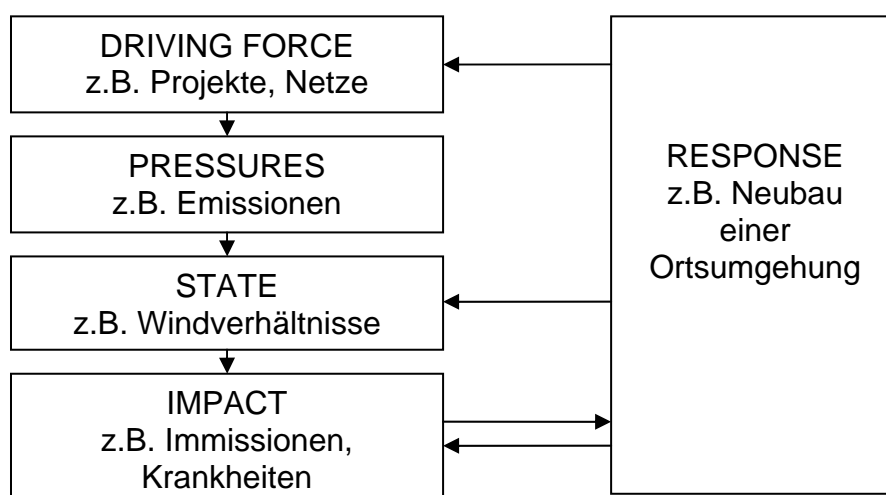 DRIVING FORCE
z.B. Projekte, Netze
PRESSURES
z.B. Emissionen
STATE
z.B. Windverhältnisse
IMPACT
z.B. Immissionen,
Krankheiten
RESPONSE
z.B. Neubau
einer
Ortsumgehung